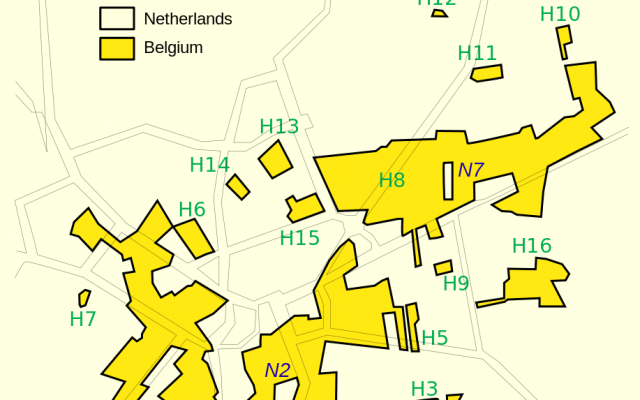 H12
Netherlands
H10
Belgium
H11
H13
H14
N7
H8
H6
H15
H16
H9
H7
H5
N2
H3